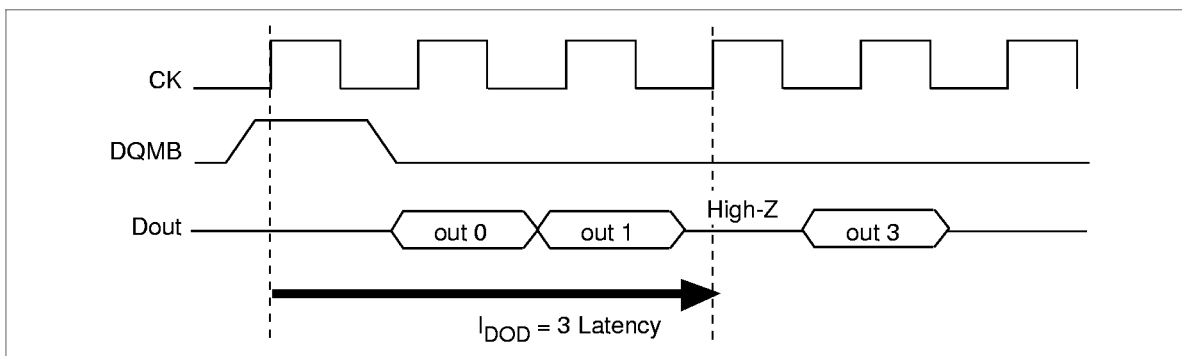 CK
DQMB
High-Z
Dout
out 0
out 1
out 3
lDOD = 3 Latency